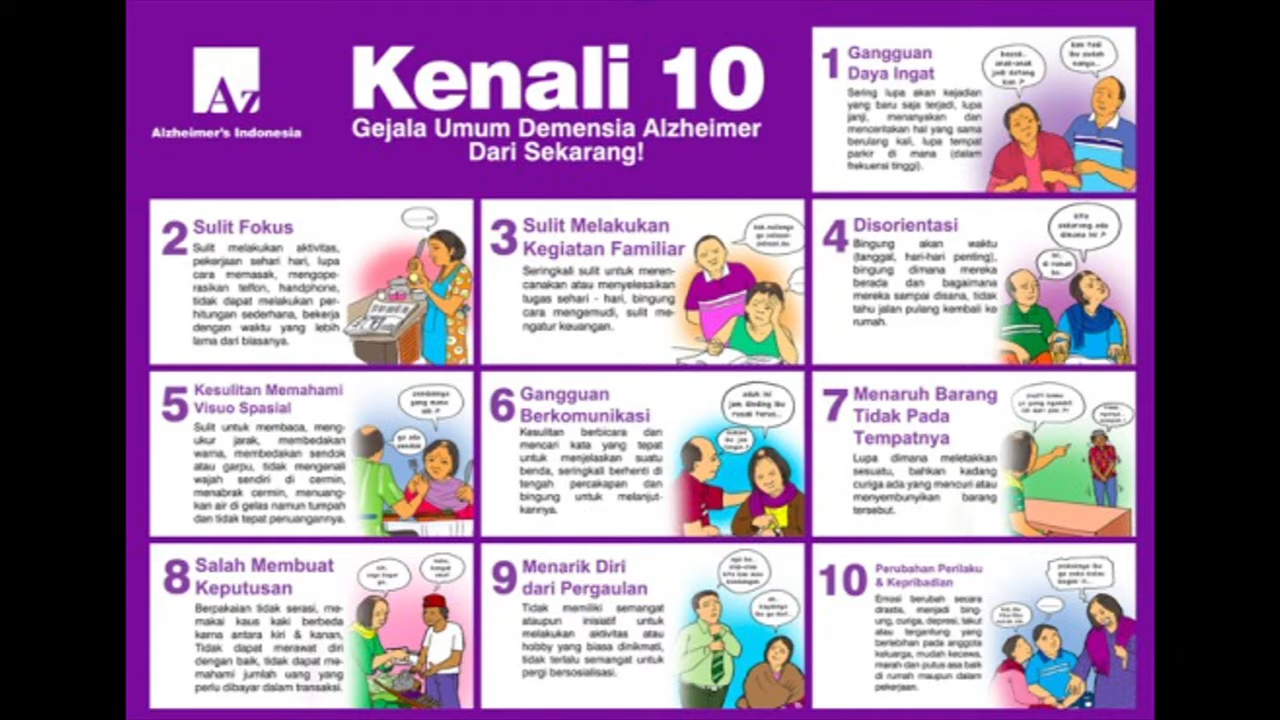 Az
Alzheimer's Indonesia
Kenali 10
Gejala Umum Demensia Alzheimer
Dari Sekarang!
1
Gangguan
Daya Ingat
Sering lupa akan kejadian
yang baru saja terjadi, lupa
janji, menanyakan dan
menceritakan hal yang sama
berulang kali, lupa tempat
parkir di mana (dalam
frekuensi tinggi).
2
Sulit Fokus
Sulit melakukan aktivitas,
pekerjaan sehari hari, lupa
cara memasak, mengope-
rasikan telfon, handphone,
tidak dapat melakukan per-
hitungan sederhana, bekerja
dengan waktu yang lebih
lama dari biasanya.
3
Sulit Melakukan
Kegiatan Familiar
Seringkali sulit untuk meren-
canakan atau menyelesaikan
tugas sehari - hari, bingung
cara mengemudi, sulit me-
ngatur keuangan.
4
Disorientasi
Bingung akan waktu
(tanggal, hari-hari penting),
bingung dimana mereka
berada dan bagaimana
mereka sampai disana, tidak
tahu jalan pulang kembali ke
rumah.
kita
sekarang ada
dimana ini ?
5
Kesulitan Memahami
Visuo Spasial
Sulit untuk membaca, meng-
ukur jarak, membedakan
warna, membedakan sendok
atau garpu, tidak mengenali
wajah sendiri di cermin,
menabrak cermin, menuang-
kan air di gelas namun tumpah
dan tidak tepat penuangannya.
6
Gangguan
Berkomunikasi
Kesulitan berbicara dan
mencari kata yang tepat
untuk menjelaskan suatu
benda, seringkali berhenti di
tengah percakapan dan
bingung untuk melanjut-
kannya.
aduh ini
jam dinding ibu
rusak terus...
7
Menaruh Barang
Tidak Pada
Tempatnya
Lupa dimana meletakkan
sesuatu, bahkan kadang
curiga ada yang mencuri atau
menyembunyikan barang
tersebut.
8
Salah Membuat
Keputusan
Berpakaian tidak serasi, me-
makai kaus kaki berbeda
karna antara kiri & kanan,
Tidak dapat merawat diri
dengan baik, tidak dapat me-
mahami jumlah uang yang
perlu dibayar dalam transaksi.
9
Menarik Diri
dari Pergaulan
Tidak memiliki semangat
ataupun inisiatif untuk
melakukan aktivitas atau
hobby yang biasa dinikmati,
tidak terlalu semangat untuk
pergi bersosialisasi.
10
Perubahan Perilaku
& Kepribadian
Emosi berubah secara
drastis, menjadi bing-
ung, curiga, depresi, takut
atau tergantung yang
berlebihan pada anggota
keluarga, mudah kecewa,
marah dan putus asa baik
di rumah maupun dalam
pekerjaan.